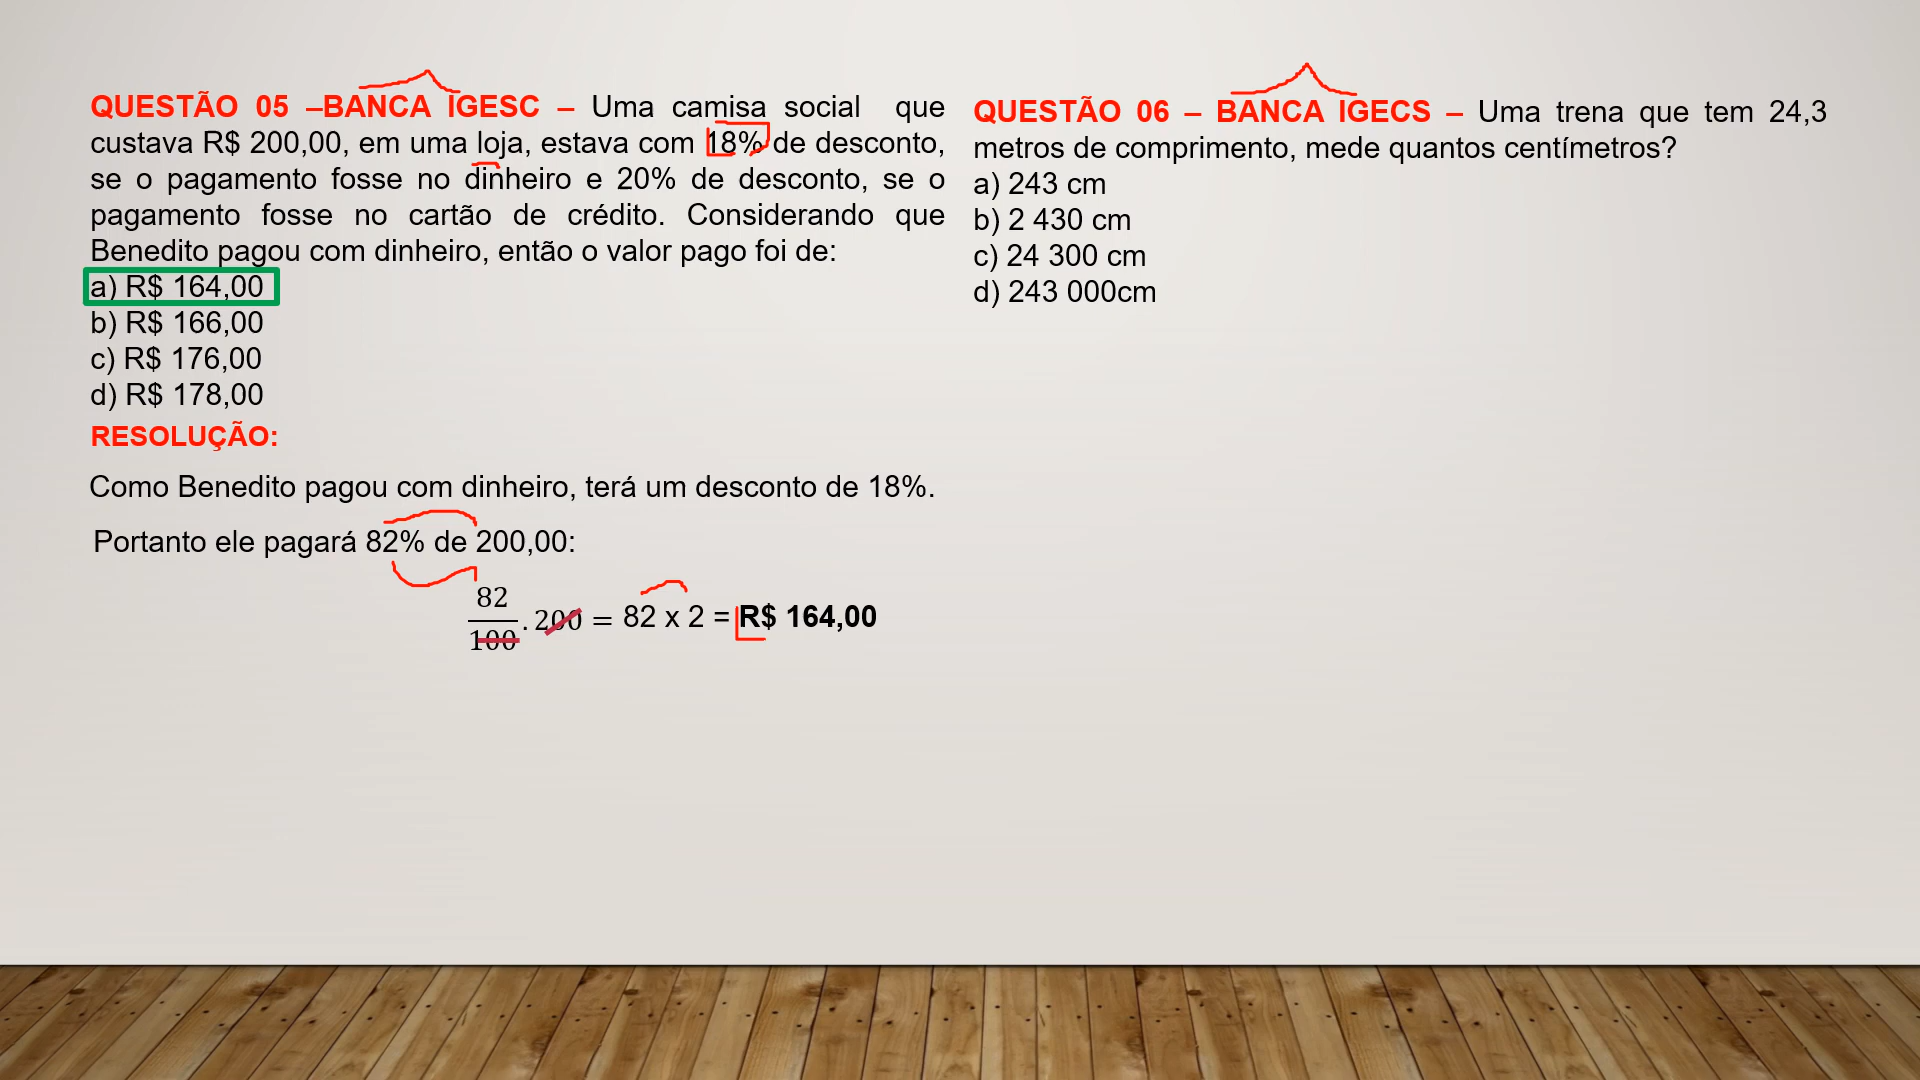 QUESTÃO 05 –BANCA IGESC – Uma camisa social que
custava R$ 200,00, em uma loja, estava com 18% de desconto,
se o pagamento fosse no dinheiro e 20% de desconto, se o
pagamento fosse no cartão de crédito. Considerando que
Benedito pagou com dinheiro, então o valor pago foi de:
a) R$ 164,00
b) R$ 166,00
c) R$ 176,00
d) R$ 178,00
RESOLUÇÃO:
Como Benedito pagou com dinheiro, terá um desconto de 18%.
Portanto ele pagará 82% de 200,00:
82/100 . 200 = 82 x 2 = R$ 164,00
QUESTÃO 06 – BANCA IGECS – Uma trena que tem 24,3
metros de comprimento, mede quantos centímetros?
a) 243 cm
b) 2 430 cm
c) 24 300 cm
d) 243 000cm